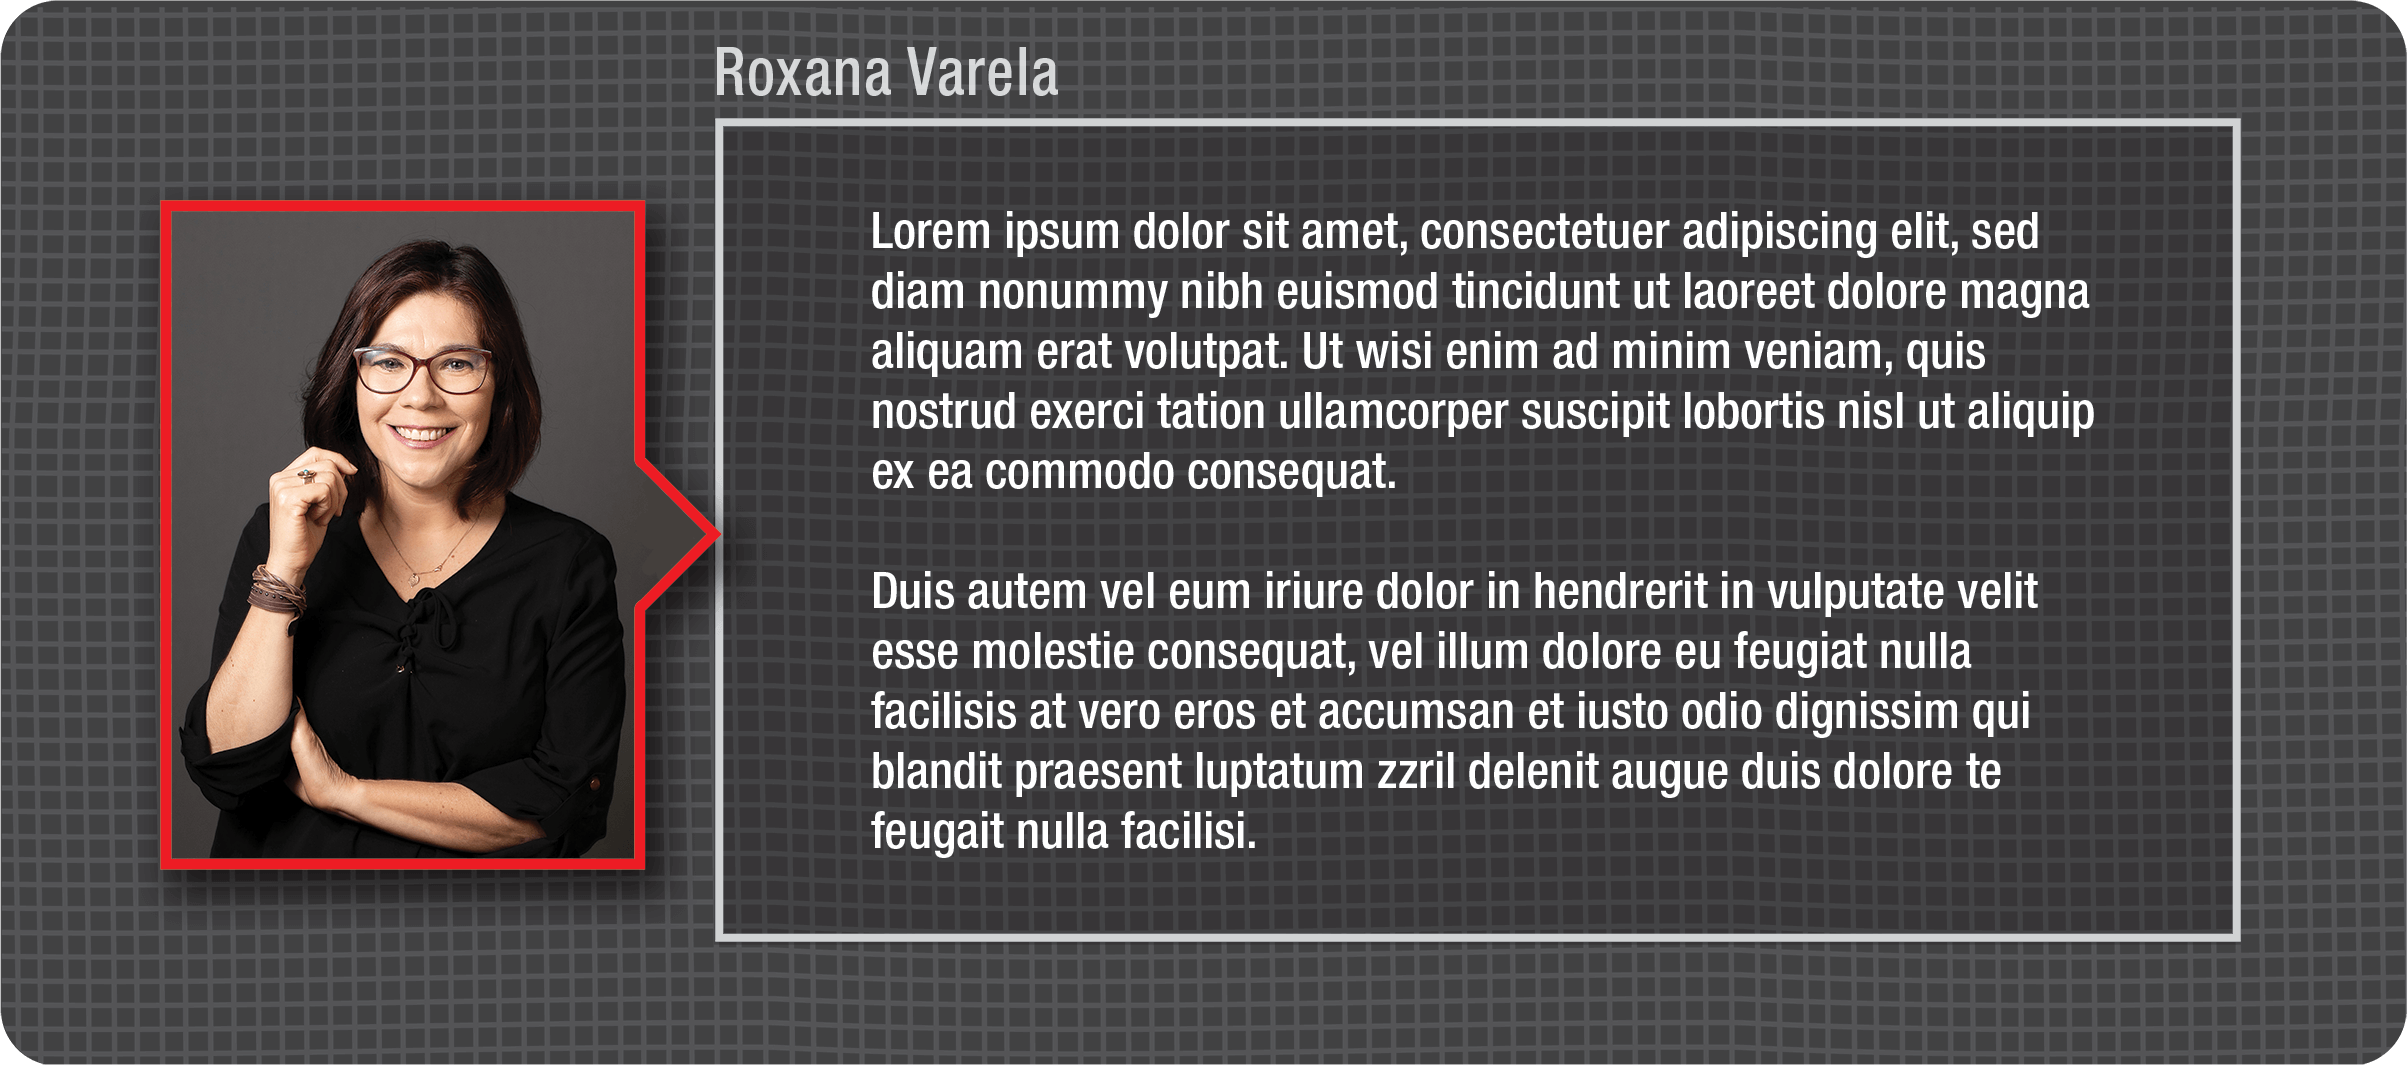 Roxana Varela
Lorem ipsum dolor sit amet, consectetuer adipiscing elit, sed
diam nonummy nibh euismod tincidunt ut laoreet dolore magna
aliquam erat volutpat. Ut wisi enim ad minim veniam, quis
nostrud exerci tation ullamcorper suscipit lobortis nisl ut aliquip
ex ea commodo consequat.
Duis autem vel eum iriure dolor in hendrerit in vulputate velit
esse molestie consequat, vel illum dolore eu feugiat nulla
facilisis at vero eros et accumsan et iusto odio dignissim qui
blandit praesent luptatum zzril delenit augue duis dolore te
feugait nulla facilisi.